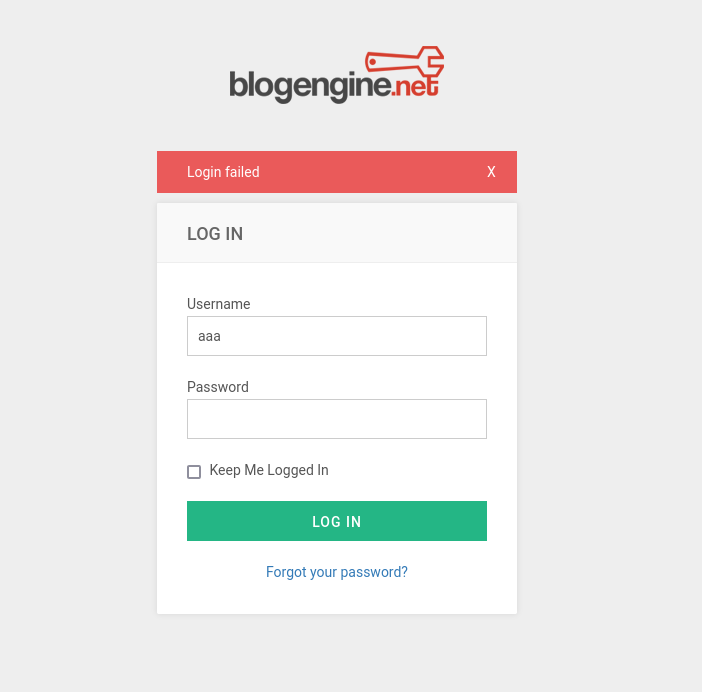 blogengine.net
Login failed X
LOG IN
Username
aaa
Password
Keep Me Logged In
LOG IN
Forgot your password?